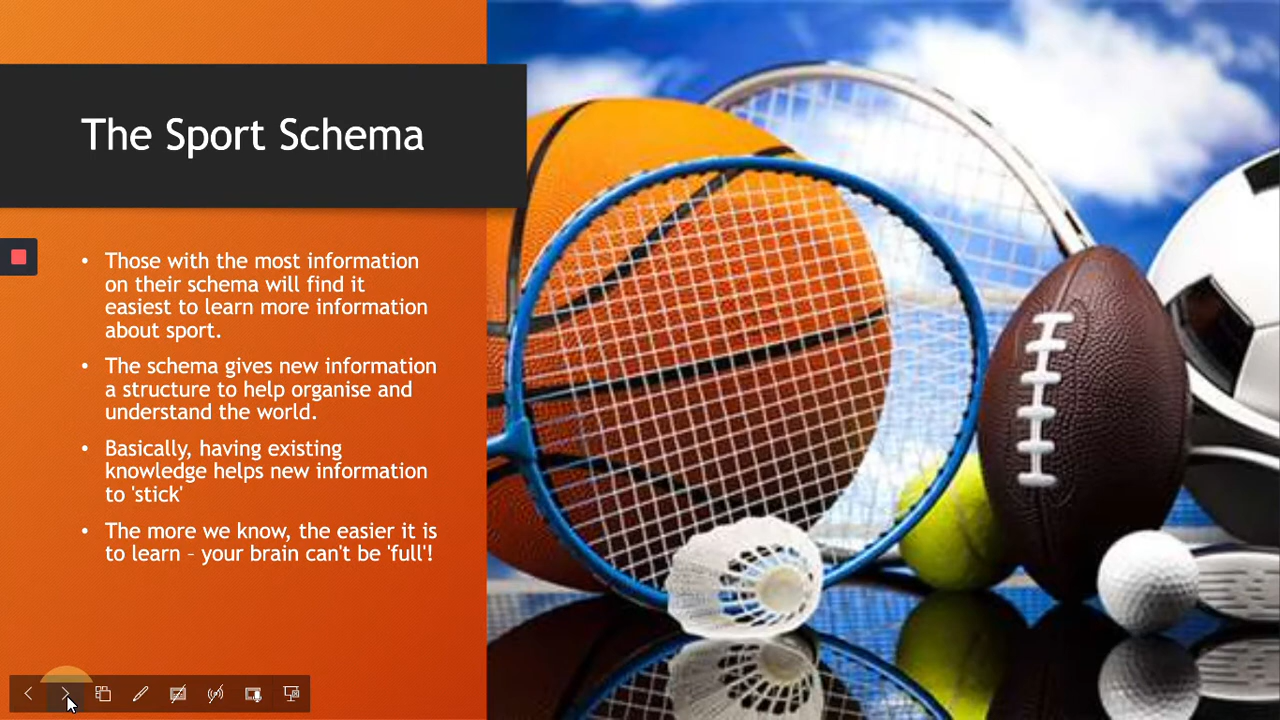 The Sport Schema
• Those with the most information
on their schema will find it
easiest to learn more information
about sport.
• The schema gives new information
a structure to help organise and
understand the world.
• Basically, having existing
knowledge helps new information
to 'stick'
• The more we know, the easier it is
to learn – your brain can't be 'full'!